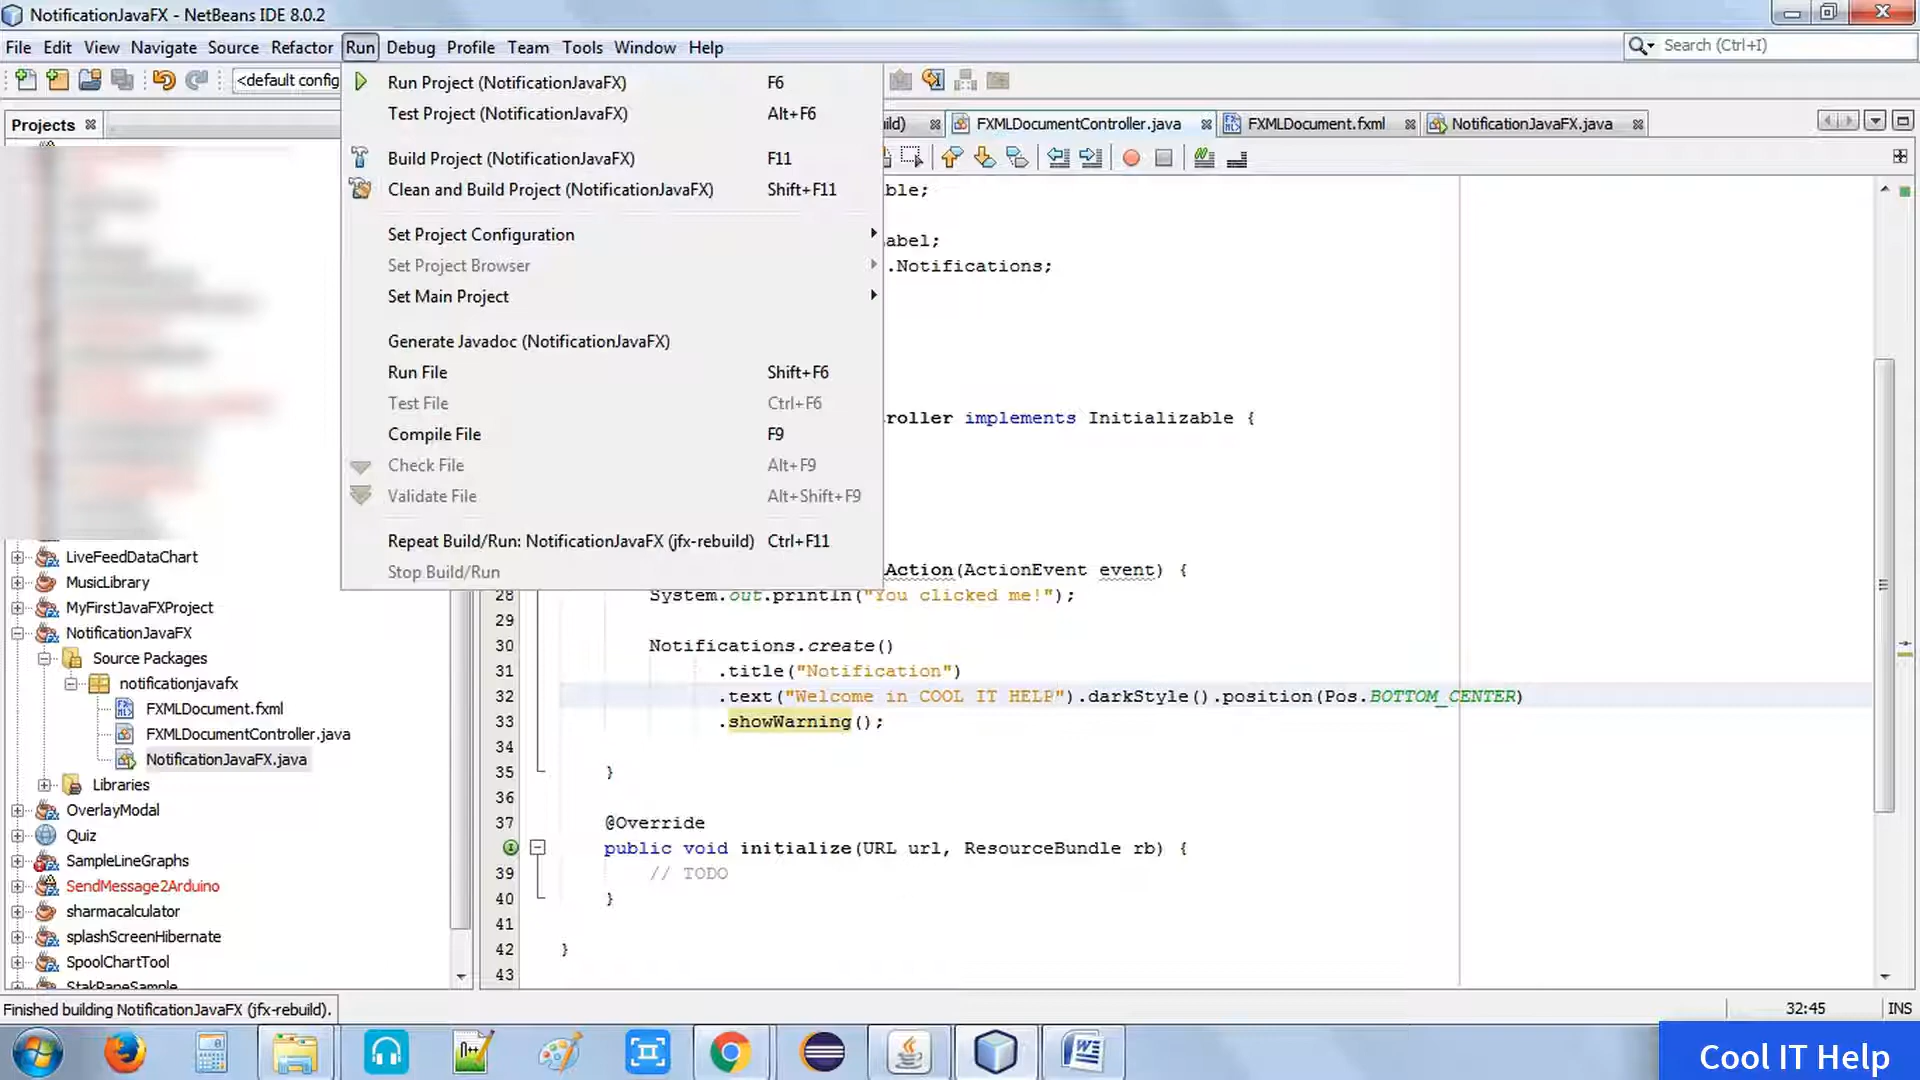 NotificationJavaFX - NetBeans IDE 8.0.2
File Edit View Navigate Source Refactor Run Debug Profile Team Tools Window Help
Search (Ctrl+I)
<default config
Run Project (NotificationJavaFX) F6
Test Project (NotificationJavaFX) Alt+F6
Build Project (NotificationJavaFX) F11
Clean and Build Project (NotificationJavaFX) Shift+F11
Set Project Configuration
Set Project Browser
Set Main Project
Generate Javadoc (NotificationJavaFX)
Run File Shift+F6
Test File Ctrl+F6
Compile File F9
Check File Alt+F9
Validate File Alt+Shift+F9
Repeat Build/Run: NotificationJavaFX (jfx-rebuild) Ctrl+F11
Stop Build/Run
Projects
LiveFeedDataChart
MusicLibrary
MyFirstJavaFXProject
NotificationJavaFX
Source Packages
notificationjavafx
FXMLDocument.fxml
FXMLDocumentController.java
NotificationJavaFX.java
Libraries
OverlayModal
Quiz
SampleLineGraphs
SendMessage2Arduino
sharmacalculator
splashScreenHibernate
SpoolChartTool
StakPaneSample
ild) FXMLDocumentController.java FXMLDocument.fxml NotificationJavaFX.java
ble;
abel;
.Notifications;
roller implements Initializable {
Action(ActionEvent event) {
28 System.out.println("You clicked me!");
29
30 Notifications.create()
31 .title("Notification")
32 .text("Welcome in COOL IT HELP").darkStyle().position(Pos.BOTTOM_CENTER)
33 .showWarning();
34
35 }
36
37 @Override
public void initialize(URL url, ResourceBundle rb) {
39 // TODO
40 }
41
42 }
43
Finished building NotificationJavaFX (jfx-rebuild).
32:45 INS
Cool IT Help